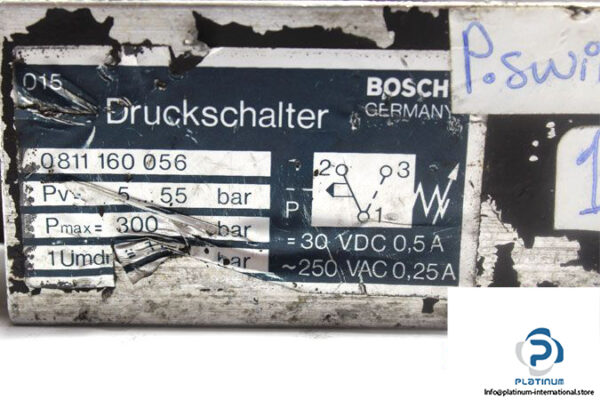 015
BOSCH
GERMANY
Druckschalter
P.swi
0811 160 056
Pv
5
55
bar
Pmax= 300
bar
1Umdr
bar
P
2
3
1
= 30 VDC 0,5 A
~250 VAC 0,25 A
1
PLATINUM
Info@platinum-international.store